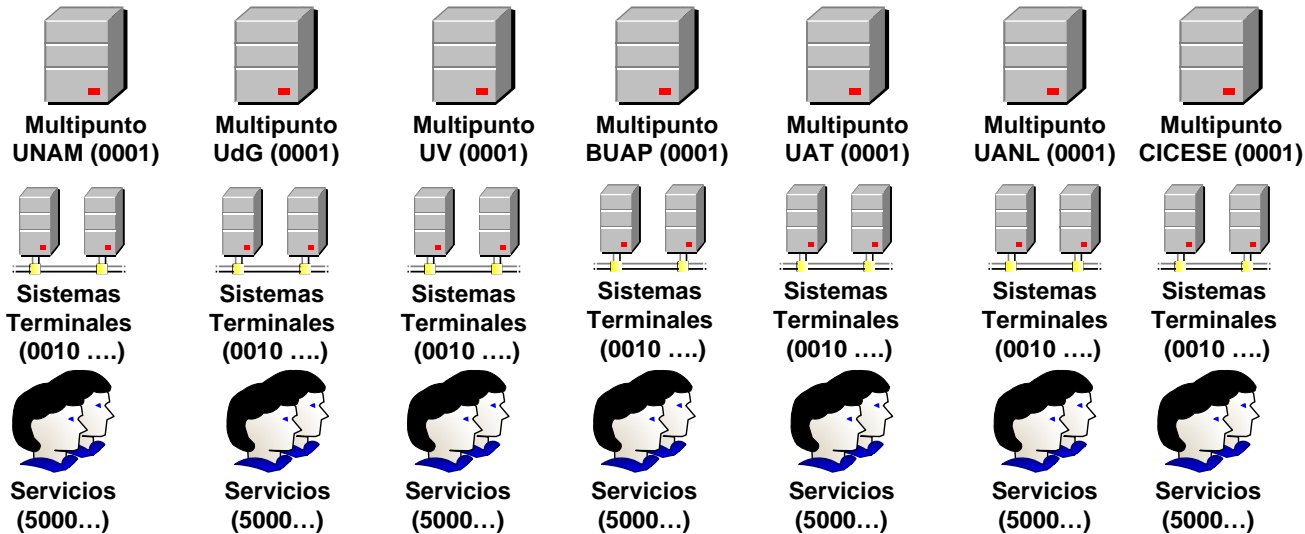 Multipunto
UNAM (0001)
Multipunto
UdG (0001)
Multipunto
UV (0001)
Multipunto
BUAP (0001)
Multipunto
UAT (0001)
Multipunto
UANL (0001)
Multipunto
CICESE (0001)
Sistemas
Terminales
(0010 ….)
Sistemas
Terminales
(0010 ….)
Sistemas
Terminales
(0010 ….)
Sistemas
Terminales
(0010 ….)
Sistemas
Terminales
(0010 ….)
Sistemas
Terminales
(0010 ….)
Sistemas
Terminales
(0010 ….)
Servicios
(5000…)
Servicios
(5000…)
Servicios
(5000…)
Servicios
(5000…)
Servicios
(5000…)
Servicios
(5000…)
Servicios
(5000…)